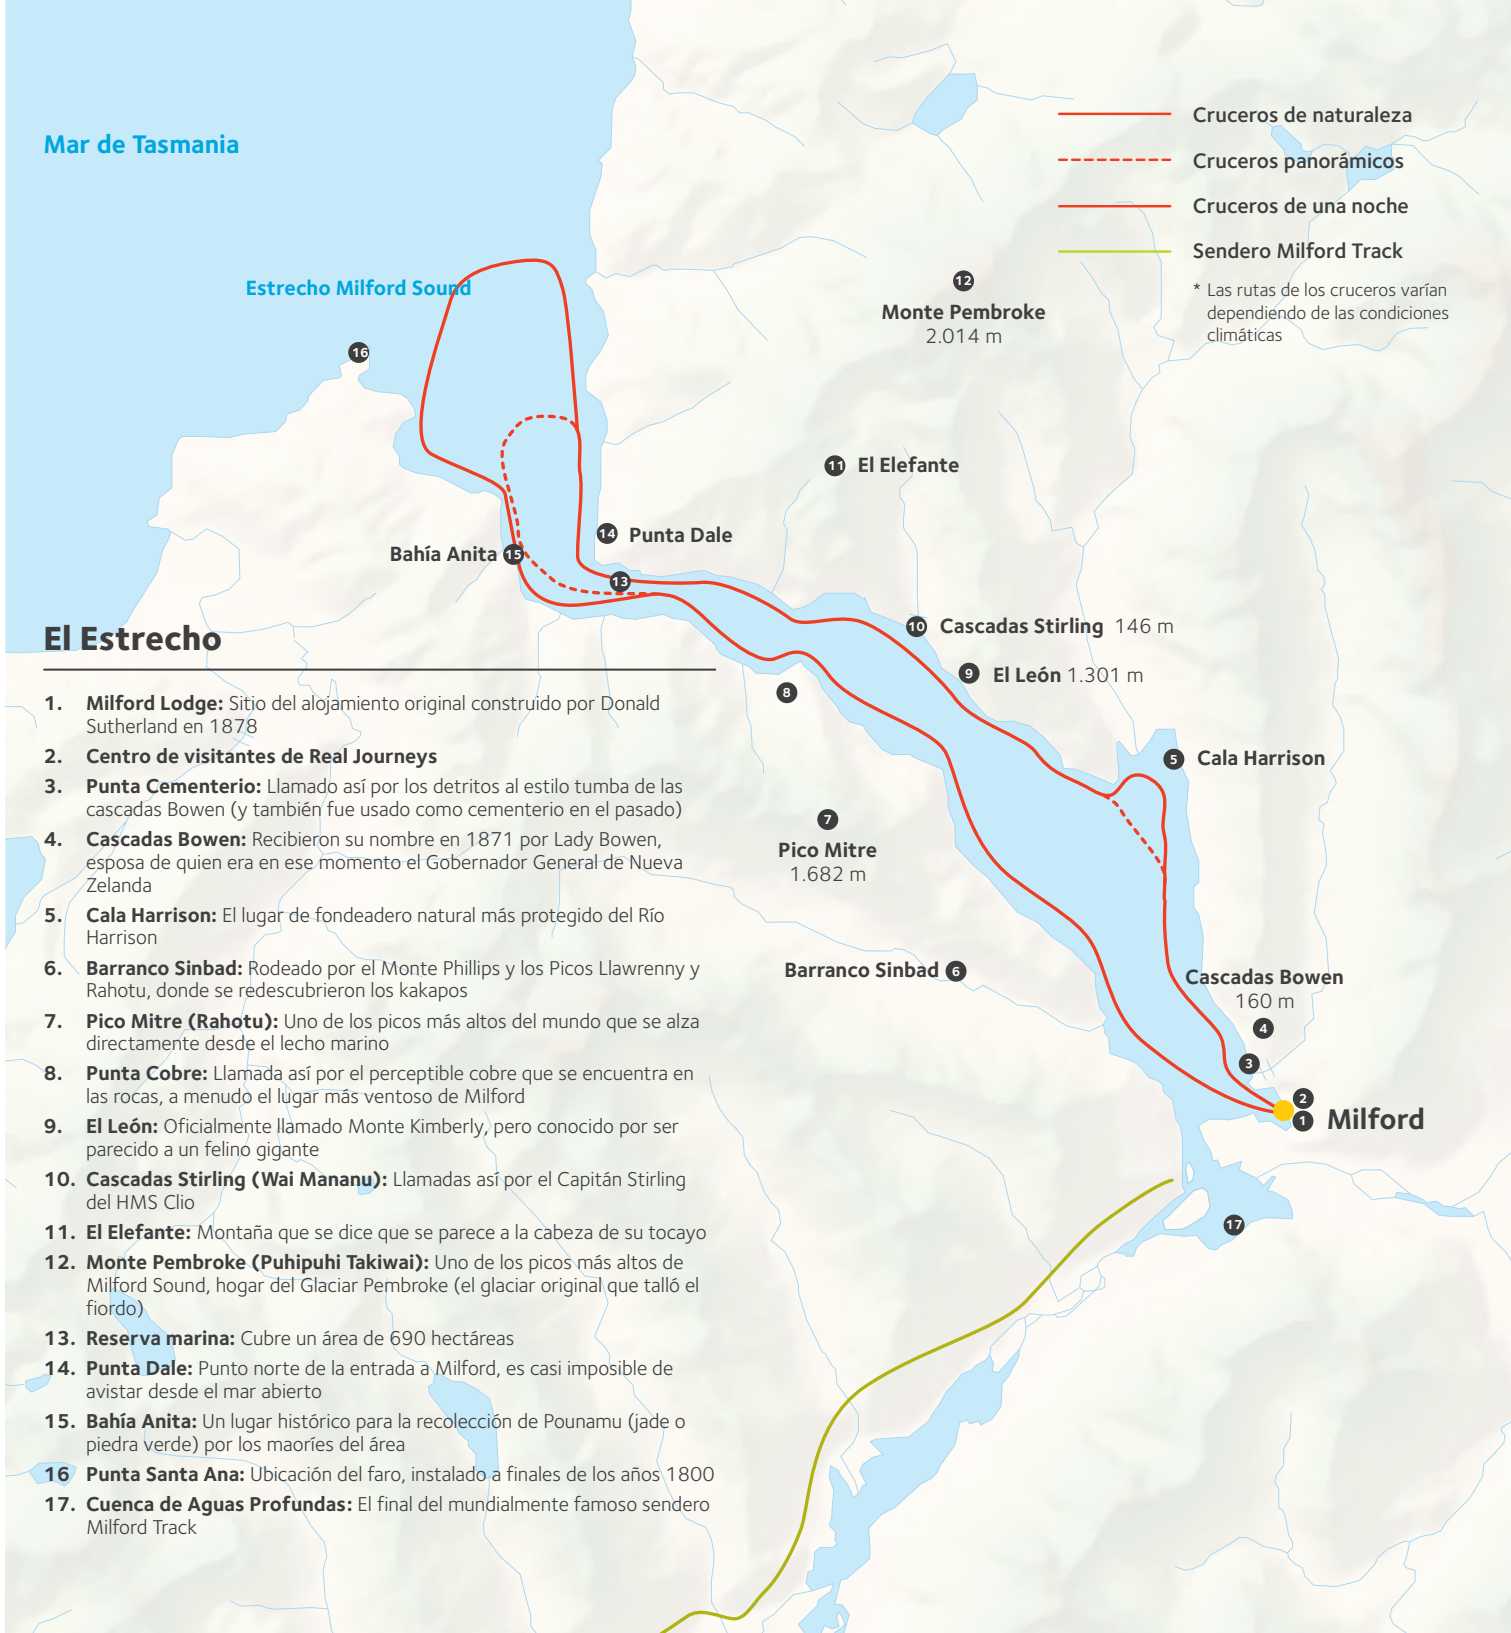 Mar de Tasmania
Cruceros de naturaleza
Cruceros panorámicos
Cruceros de una noche
Sendero Milford Track
* Las rutas de los cruceros varían
dependiendo de las condiciones
climáticas
Estrecho Milford Sound
12
Monte Pembroke
2.014 m
16
11 El Elefante
14 Punta Dale
Bahía Anita 15
13
10 Cascadas Stirling 146 m
9 El León 1.301 m
8
5 Cala Harrison
7
Pico Mitre
1.682 m
Barranco Sinbad 6
Cascadas Bowen
160 m
4
3
2
1 Milford
17
El Estrecho
1. Milford Lodge: Sitio del alojamiento original construido por Donald
Sutherland en 1878
2. Centro de visitantes de Real Journeys
3. Punta Cementerio: Llamado así por los detritos al estilo tumba de las
cascadas Bowen (y también fue usado como cementerio en el pasado)
4. Cascadas Bowen: Recibieron su nombre en 1871 por Lady Bowen,
esposa de quien era en ese momento el Gobernador General de Nueva
Zelanda
5. Cala Harrison: El lugar de fondeadero natural más protegido del Río
Harrison
6. Barranco Sinbad: Rodeado por el Monte Phillips y los Picos Llawrenny y
Rahotu, donde se redescubrieron los kakapos
7. Pico Mitre (Rahotu): Uno de los picos más altos del mundo que se alza
directamente desde el lecho marino
8. Punta Cobre: Llamada así por el perceptible cobre que se encuentra en
las rocas, a menudo el lugar más ventoso de Milford
9. El León: Oficialmente llamado Monte Kimberly, pero conocido por ser
parecido a un felino gigante
10. Cascadas Stirling (Wai Mananu): Llamadas así por el Capitán Stirling
del HMS Clio
11. El Elefante: Montaña que se dice que se parece a la cabeza de su tocayo
12. Monte Pembroke (Puhipuhi Takiwai): Uno de los picos más altos de
Milford Sound, hogar del Glaciar Pembroke (el glaciar original que talló el
fiordo)
13. Reserva marina: Cubre un área de 690 hectáreas
14. Punta Dale: Punto norte de la entrada a Milford, es casi imposible de
avistar desde el mar abierto
15. Bahía Anita: Un lugar histórico para la recolección de Pounamu (jade o
piedra verde) por los maoríes del área
16 Punta Santa Ana: Ubicación del faro, instalado a finales de los años 1800
17. Cuenca de Aguas Profundas: El final del mundialmente famoso sendero
Milford Track